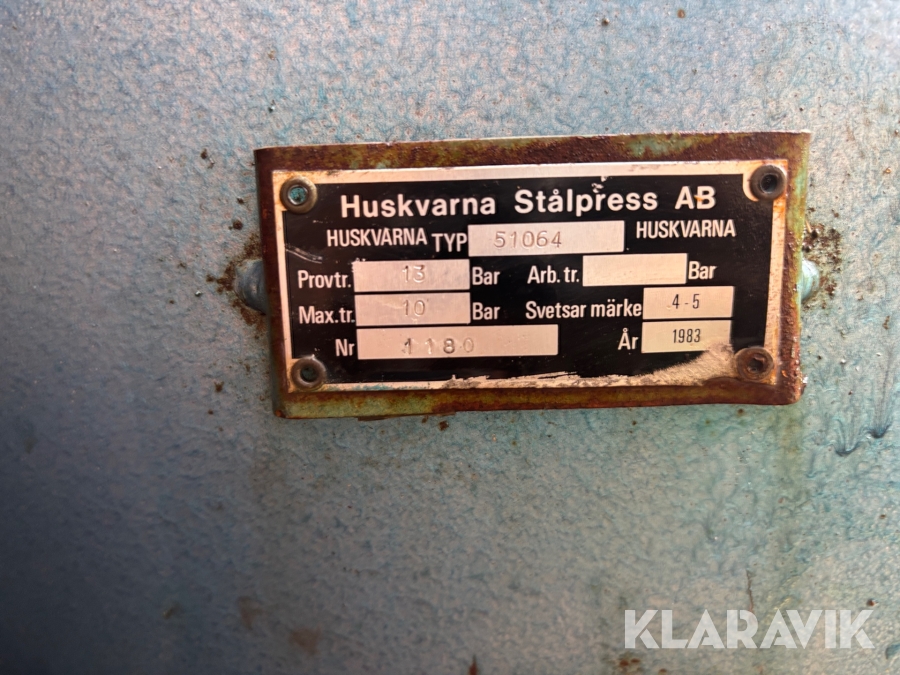 Huskvarna Stålpress AB
HUSKVARNA TYP 51064 HUSKVARNA
Provtr. 13 Bar Arb. tr. Bar
Max. tr. 10 Bar Svetsar märke 4-5
Nr 1180 År 1983
KLARAVIK